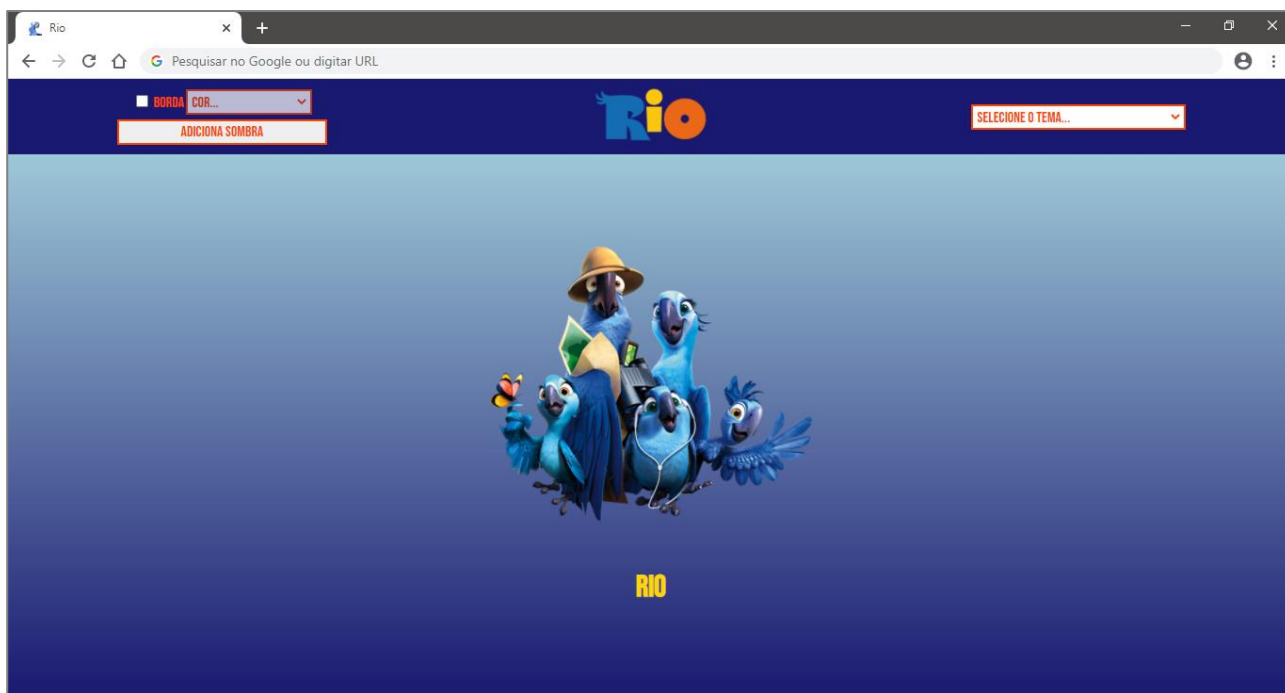 Rio
Pesquisar no Google ou digitar URL
BORDA COR...
ADICIONA SOMBRA
Rio
SELECIONE O TEMA...
RIO